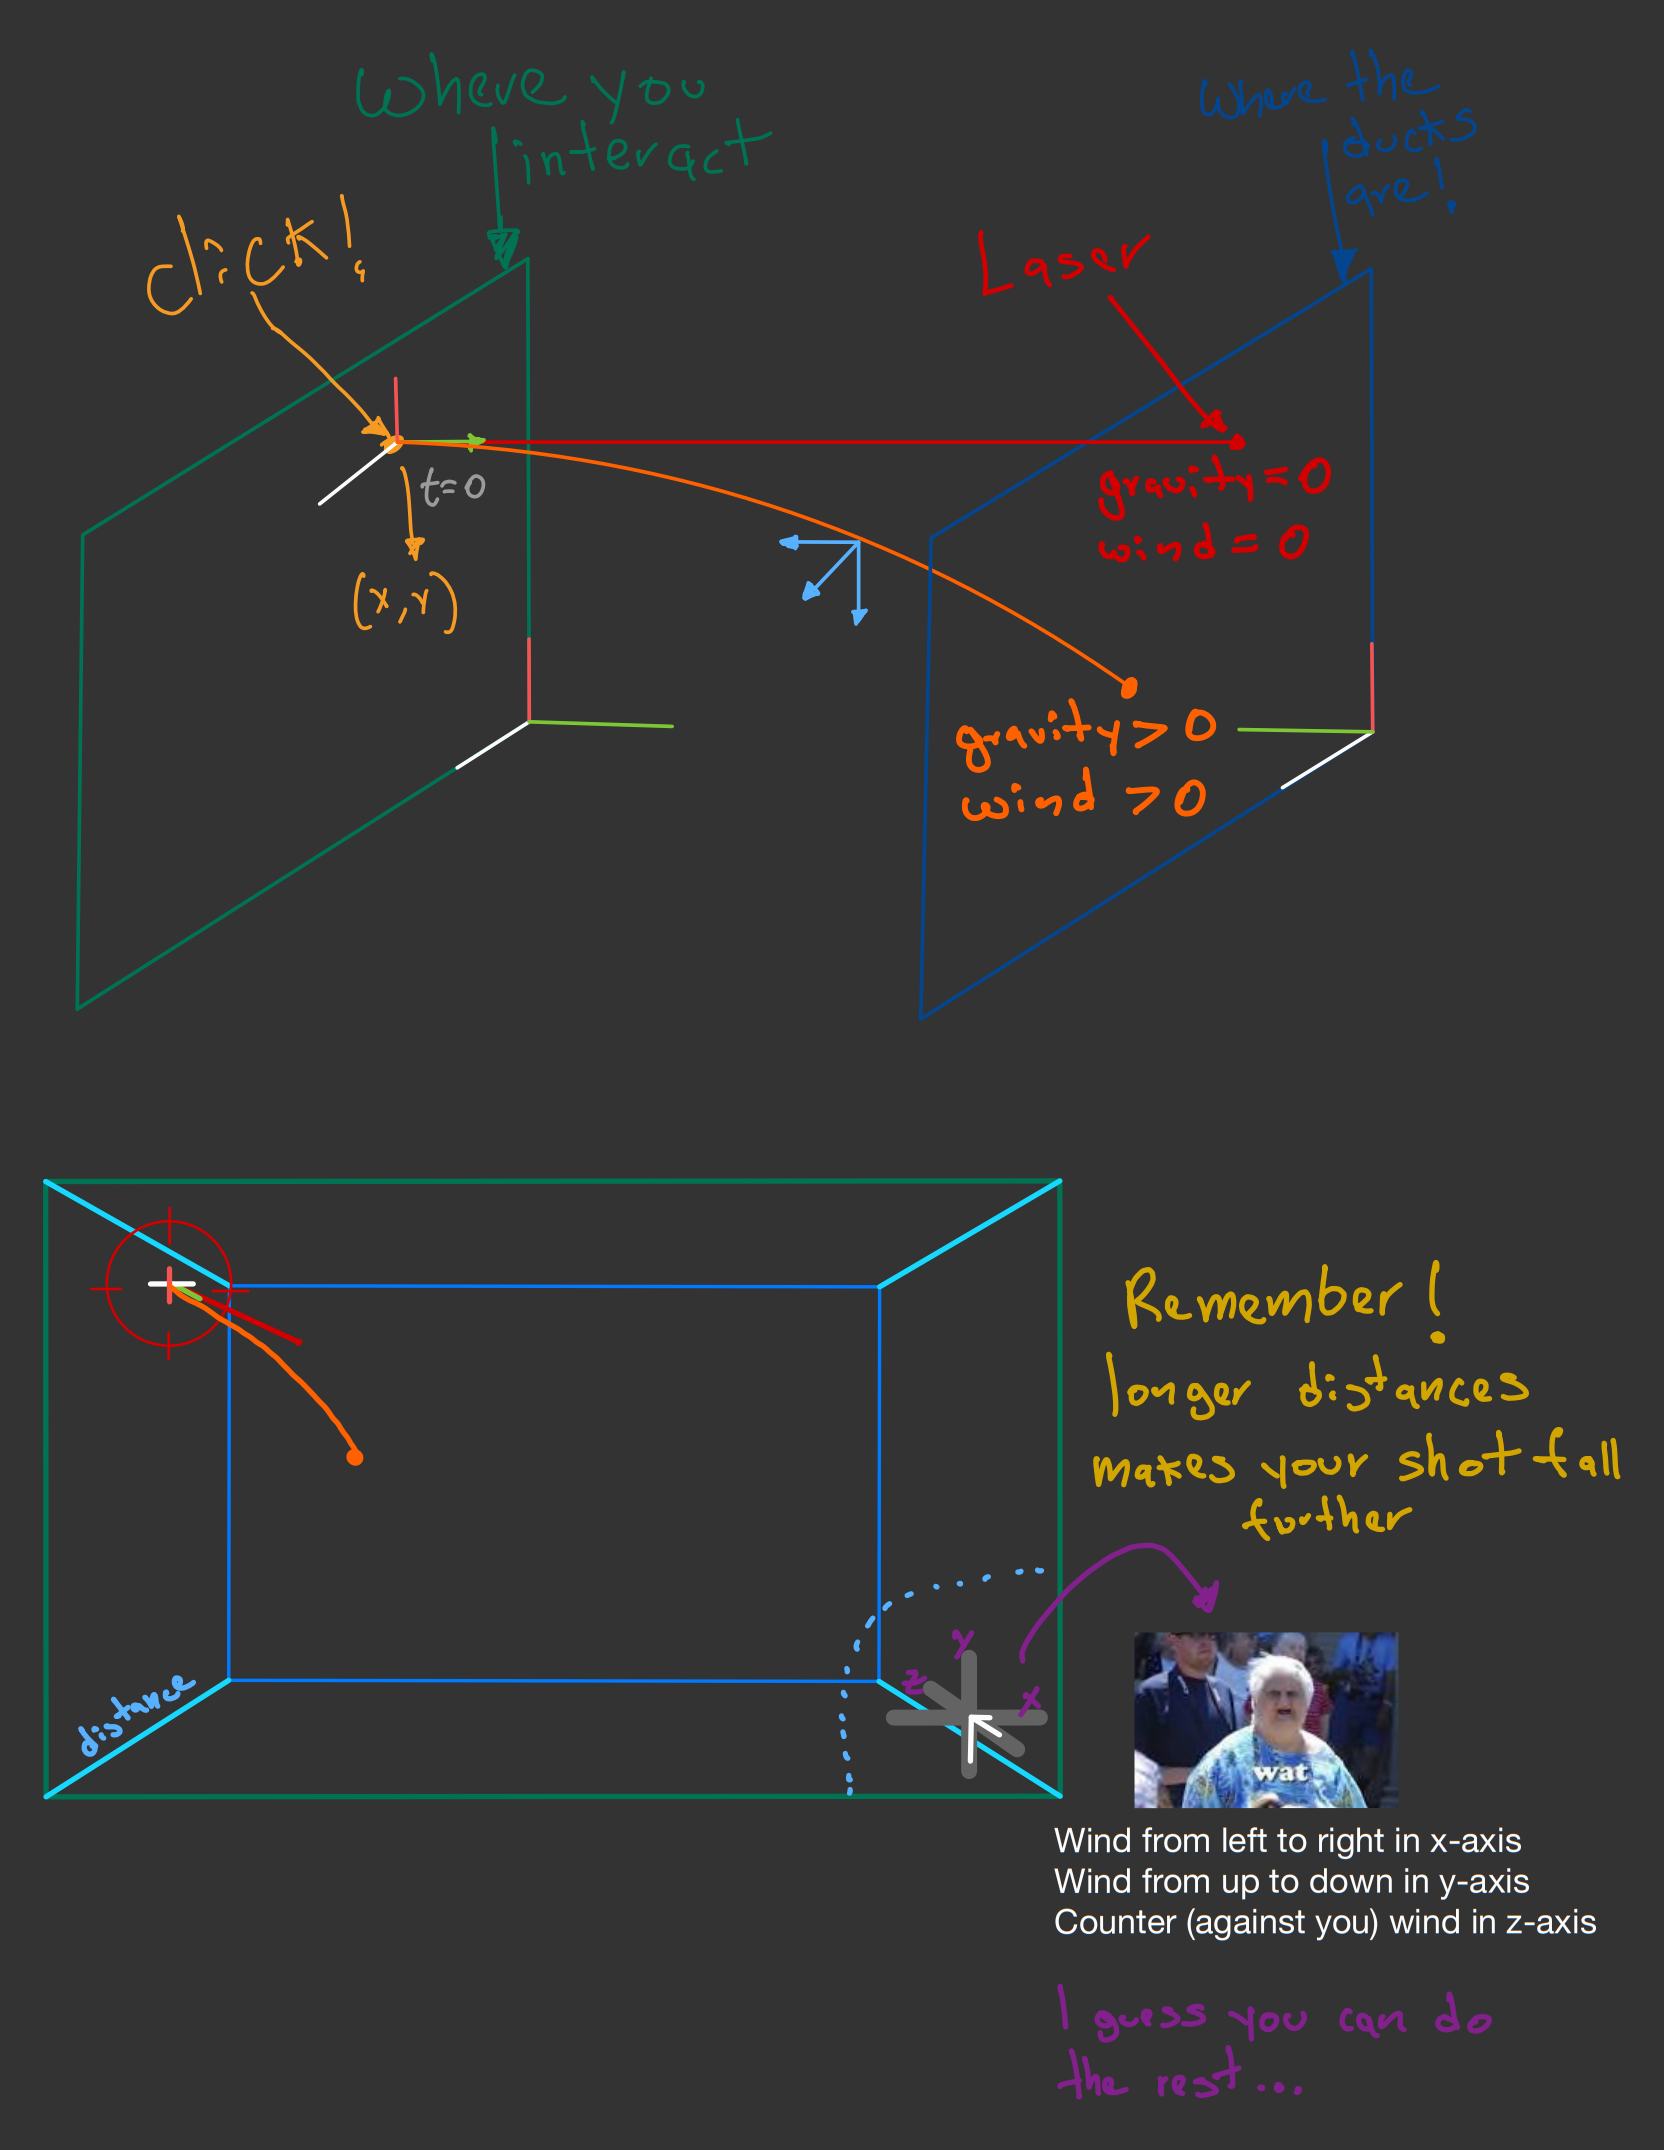 Where you
interact
Where the
ducks
are!
Click!
Laser
t=0
(x,y)
gravity=0
wind=0
gravity>0
wind >0
Remember!
longer distances
makes your shot fall
further
distance
y
z
x
wat
Wind from left to right in x-axis
Wind from up to down in y-axis
Counter (against you) wind in z-axis
I guess you can do
the rest...